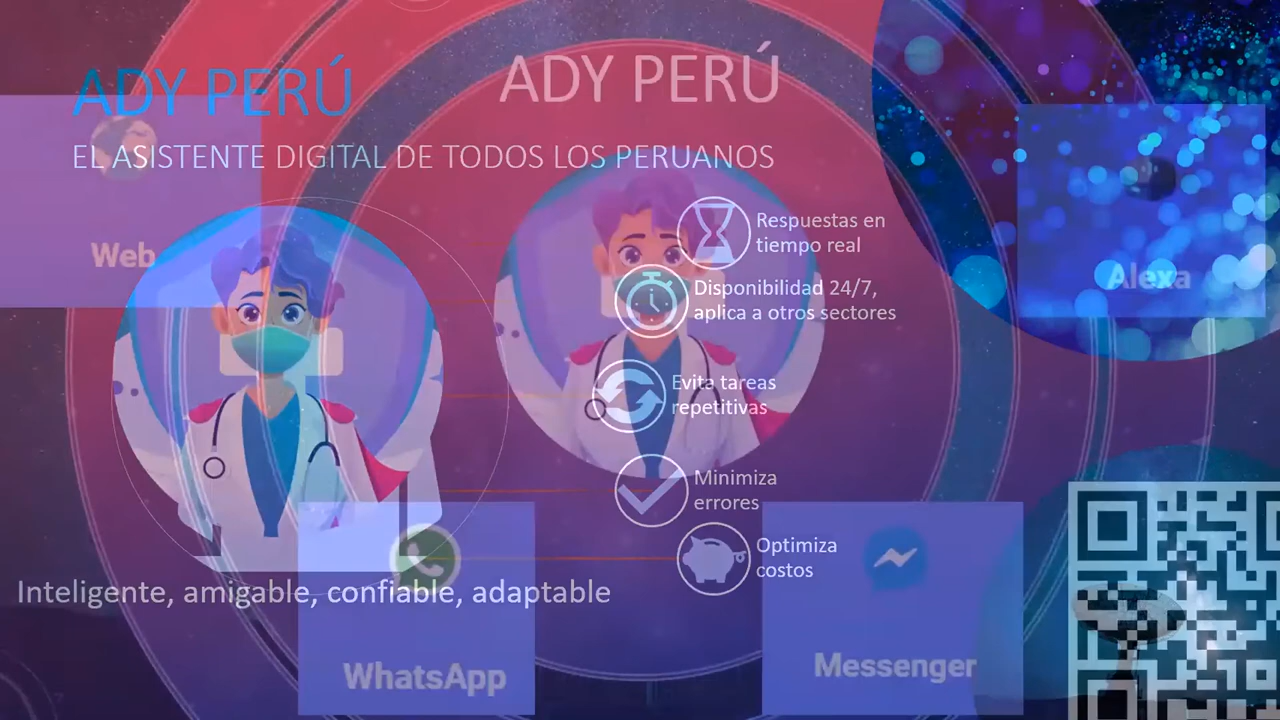 ADY PERÚ
ADY PERÚ
EL ASISTENTE DIGITAL DE TODOS LOS PERUANOS
Web
Alexa
Respuestas en
tiempo real
Disponibilidad 24/7,
aplica a otros sectores
Evita tareas
repetitivas
Minimiza
errores
Optimiza
costos
Inteligente, amigable, confiable, adaptable
WhatsApp
Messenger